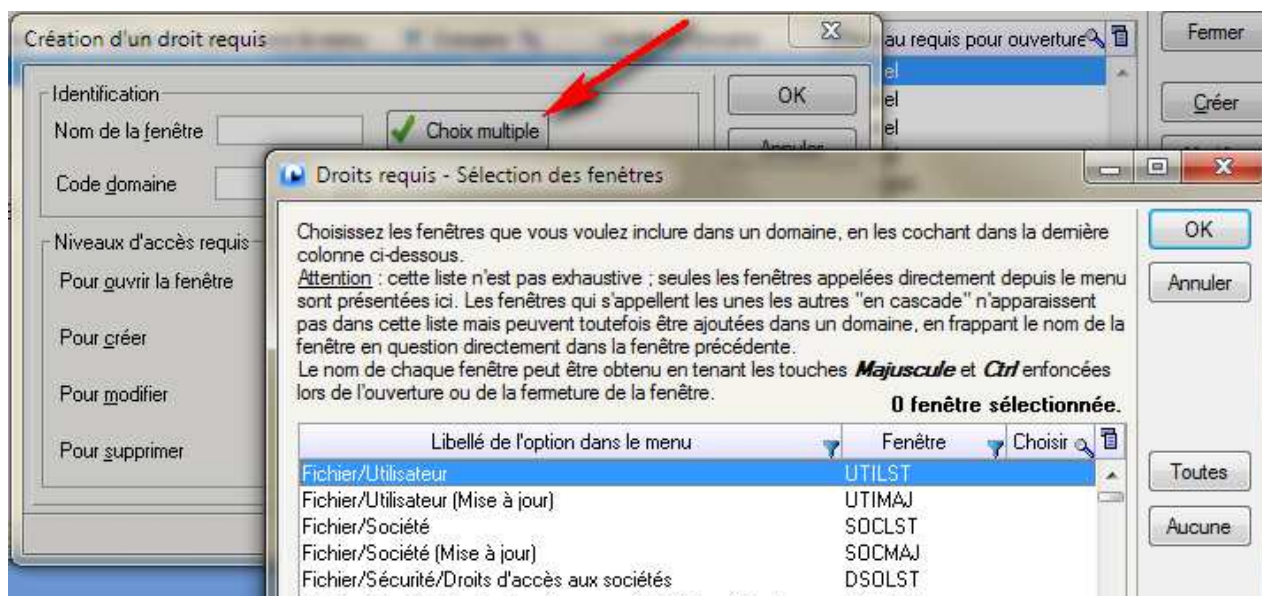 Création d'un droit requis
au requis pour ouverture
Fermer
Identification
OK
el
el
el
Créer
Nom de la fenêtre
Choix multiple
Annuler
Code domaine
Droits requis - Sélection des fenêtres
Niveaux d'accès requis
Pour ouvrir la fenêtre
Pour créer
Pour modifier
Pour supprimer
Choisissez les fenêtres que vous voulez inclure dans un domaine, en les cochant dans la dernière
colonne ci-dessous.
Attention : cette liste n'est pas exhaustive ; seules les fenêtres appelées directement depuis le menu
sont présentées ici. Les fenêtres qui s'appellent les unes les autres "en cascade" n'apparaissent
pas dans cette liste mais peuvent toutefois être ajoutées dans un domaine, en frappant le nom de la
fenêtre en question directement dans la fenêtre précédente.
Le nom de chaque fenêtre peut être obtenu en tenant les touches Majuscule et Ctrl enfoncées
lors de l'ouverture ou de la fermeture de la fenêtre.
0 fenêtre sélectionnée.
OK
Annuler
Libellé de l'option dans le menu Fenêtre Choisir
Fichier/Utilisateur UTILST
Fichier/Utilisateur (Mise à jour) UTIMAJ
Fichier/Société SOCLST
Fichier/Société (Mise à jour) SOCMAJ
Fichier/Sécurité/Droits d'accès aux sociétés DSOLST
Toutes
Aucune